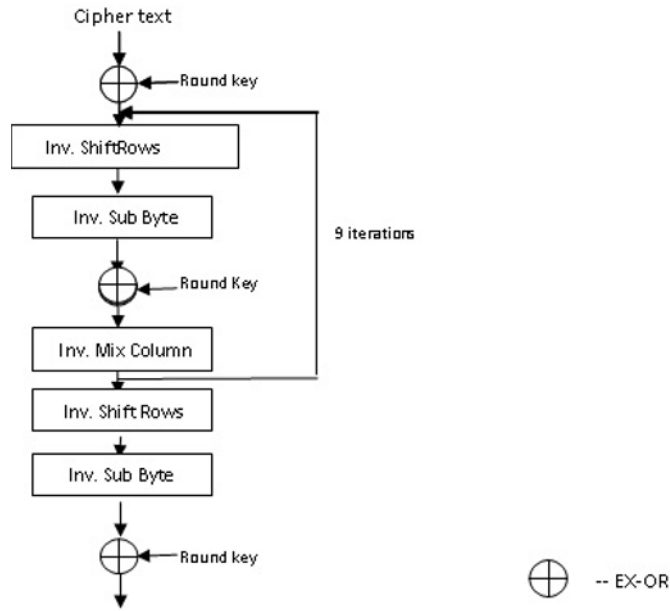 Cipher text
Round key
Inv. ShiftRows
Inv. Sub Byte
9 iterations
Round Key
Inv. Mix Column
Inv. Shift Rows
Inv. Sub Byte
Round key
-- EX-OR